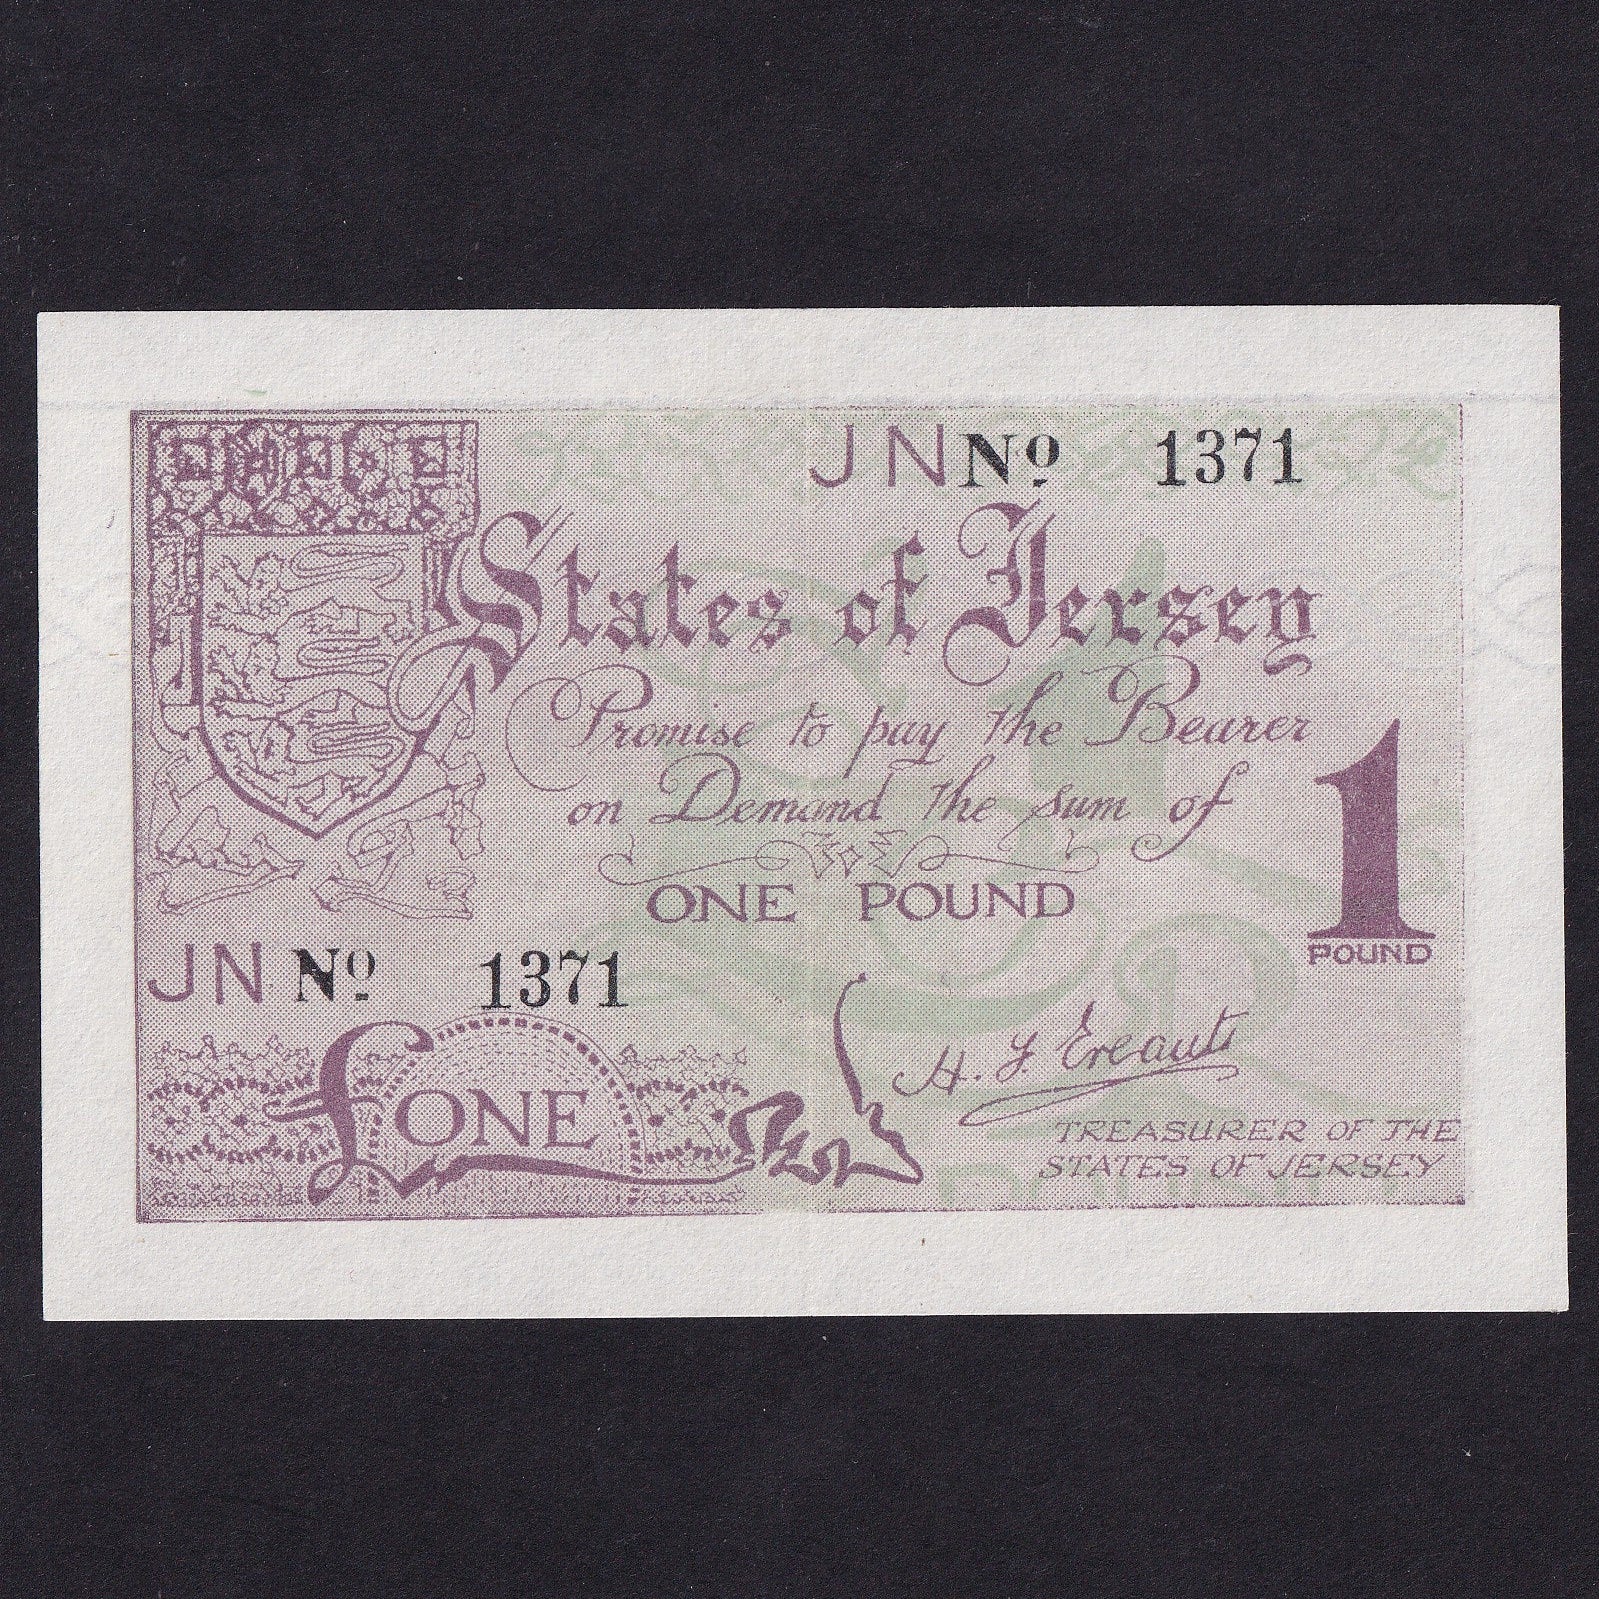 JN No 1371
States of Jersey
Promise to pay the Bearer
on Demand the sum of
ONE POUND
1
POUND
JN No 1371
£ONE
H. F. Ereaut
TREASURER OF THE
STATES OF JERSEY